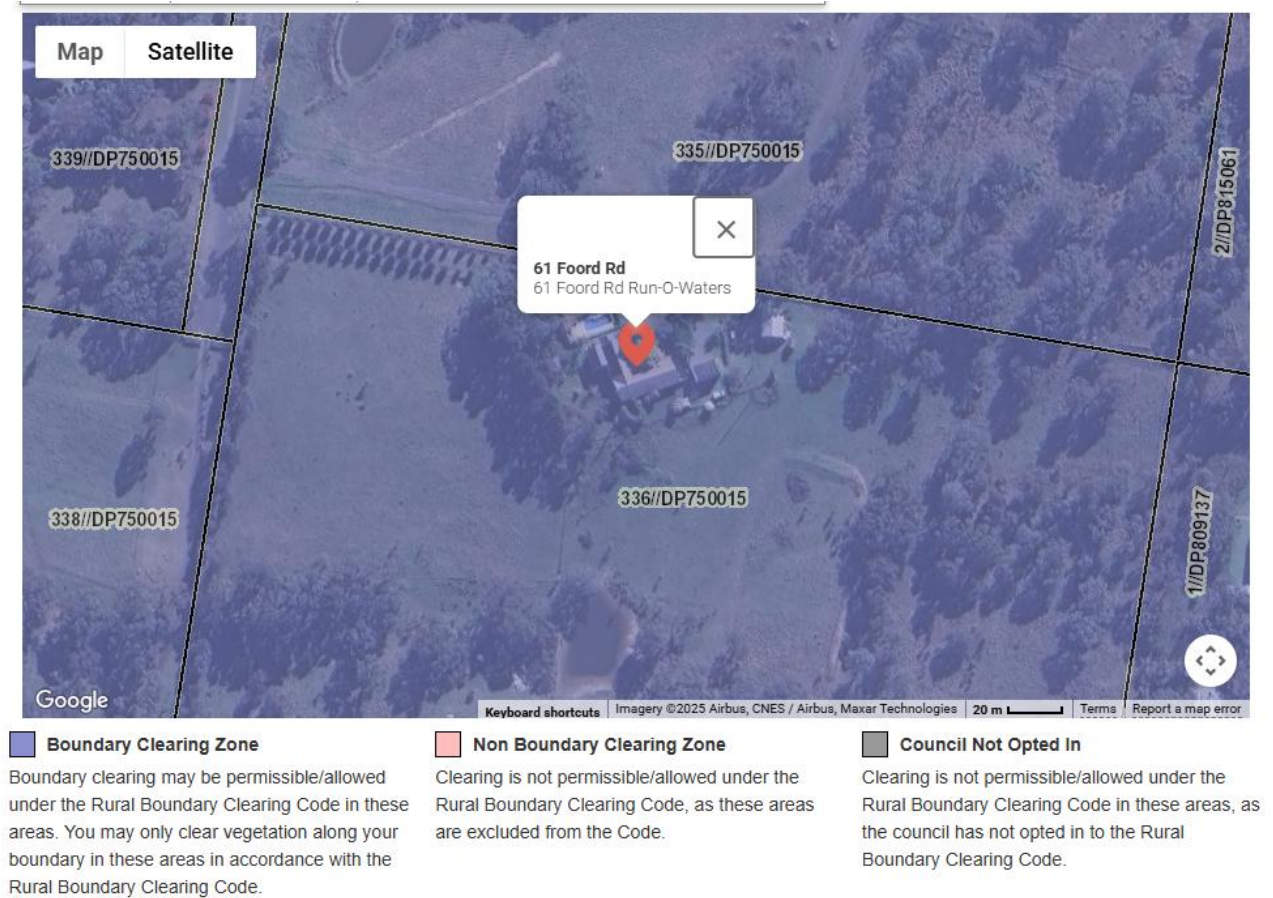 Map
Satellite
339//DP750015
335//DP750015
2//DP815061
61 Foord Rd
61 Foord Rd Run-O-Waters
336//DP750015
338//DP750015
1//DP809137
Google
Keyboard shortcuts
Imagery ©2025 Airbus, CNES / Airbus, Maxar Technologies
20 m
Terms
Report a map error
Boundary Clearing Zone
Boundary clearing may be permissible/allowed
under the Rural Boundary Clearing Code in these
areas. You may only clear vegetation along your
boundary in these areas in accordance with the
Rural Boundary Clearing Code.
Non Boundary Clearing Zone
Clearing is not permissible/allowed under the
Rural Boundary Clearing Code, as these areas
are excluded from the Code.
Council Not Opted In
Clearing is not permissible/allowed under the
Rural Boundary Clearing Code in these areas, as
the council has not opted in to the Rural
Boundary Clearing Code.